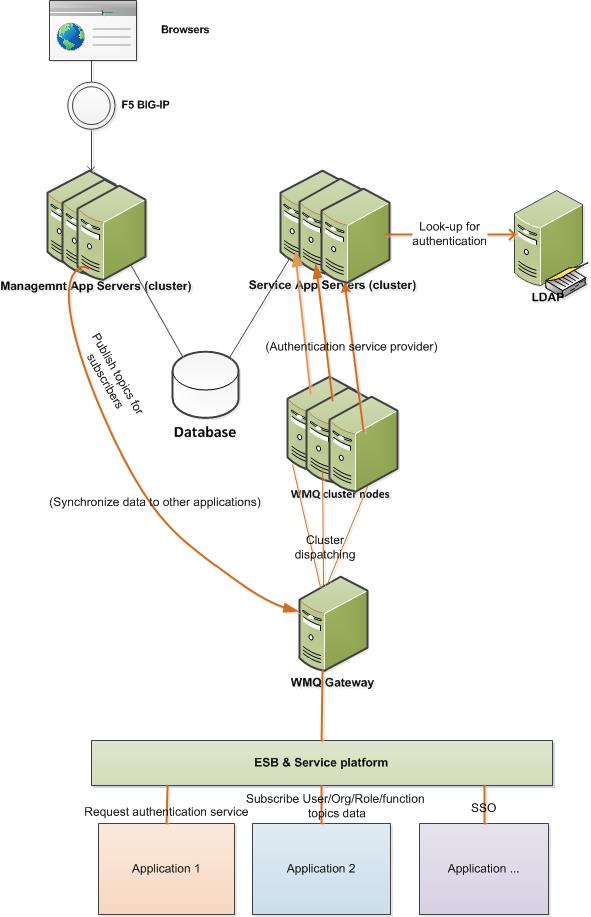 Browsers
F5 BIG-IP
Managemnt App Servers (cluster)
Service App Servers (cluster)
Look-up for
authentication
LDAP
Publish topics for
subscribers
(Authentication service provider)
Database
(Synchronize data to other applications)
WMQ cluster nodes
Cluster
dispatching
WMQ Gateway
ESB & Service platform
Request authentication service
Subscribe User/Org/Role/function
topics data
SSO
Application 1
Application 2
Application ...